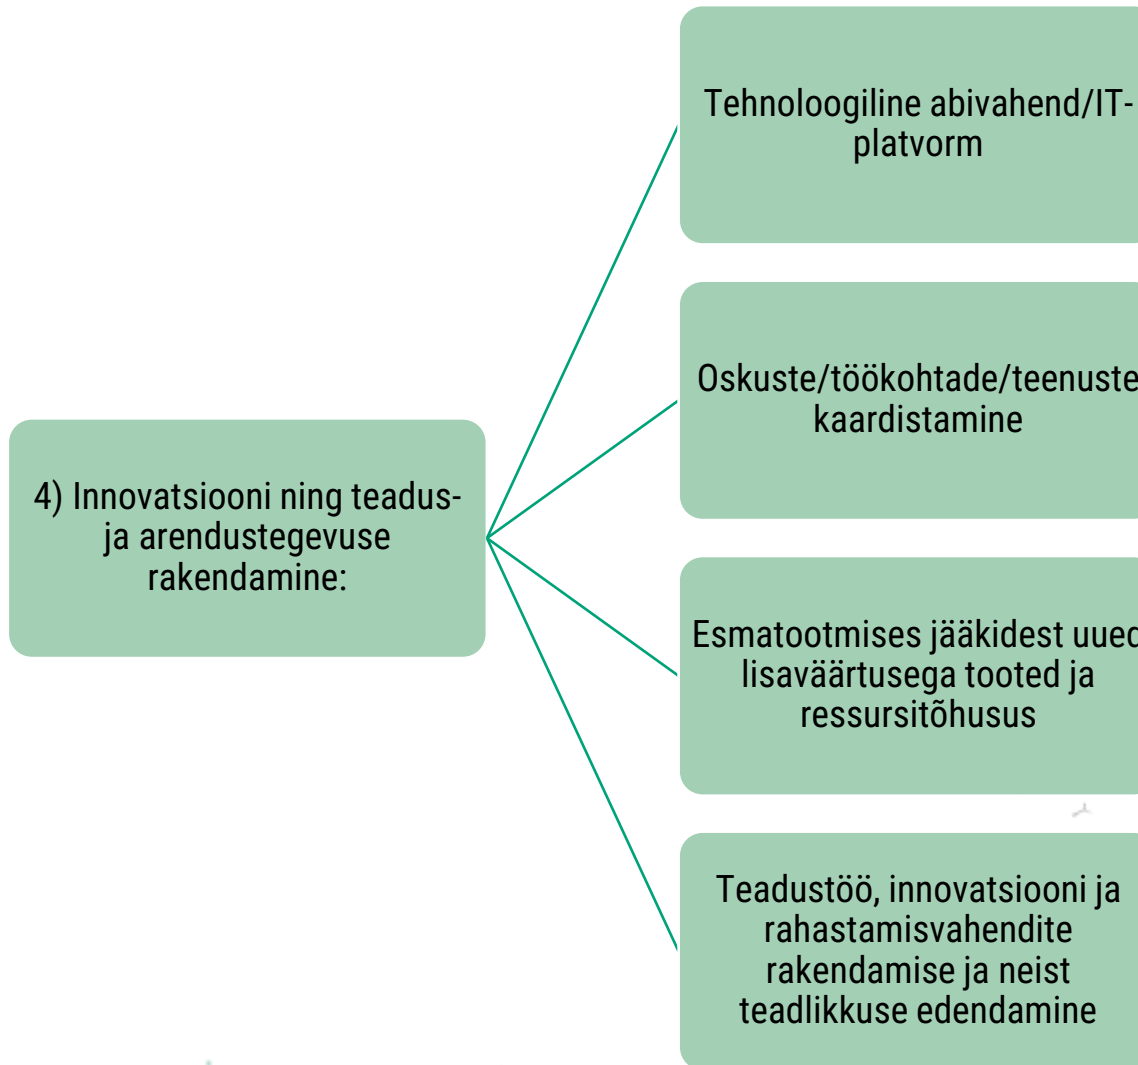 Tehnoloogiline abivahend/IT-
platvorm
Oskuste/töökohtade/teenuste
kaardistamine
4) Innovatsiooni ning teadus-
ja arendustegevuse
rakendamine:
Esmatootmises jääkidest uued
lisaväärtusega tooted ja
ressursitõhusus
Teadustöö, innovatsiooni ja
rahastamisvahendite
rakendamise ja neist
teadlikkuse edendamine